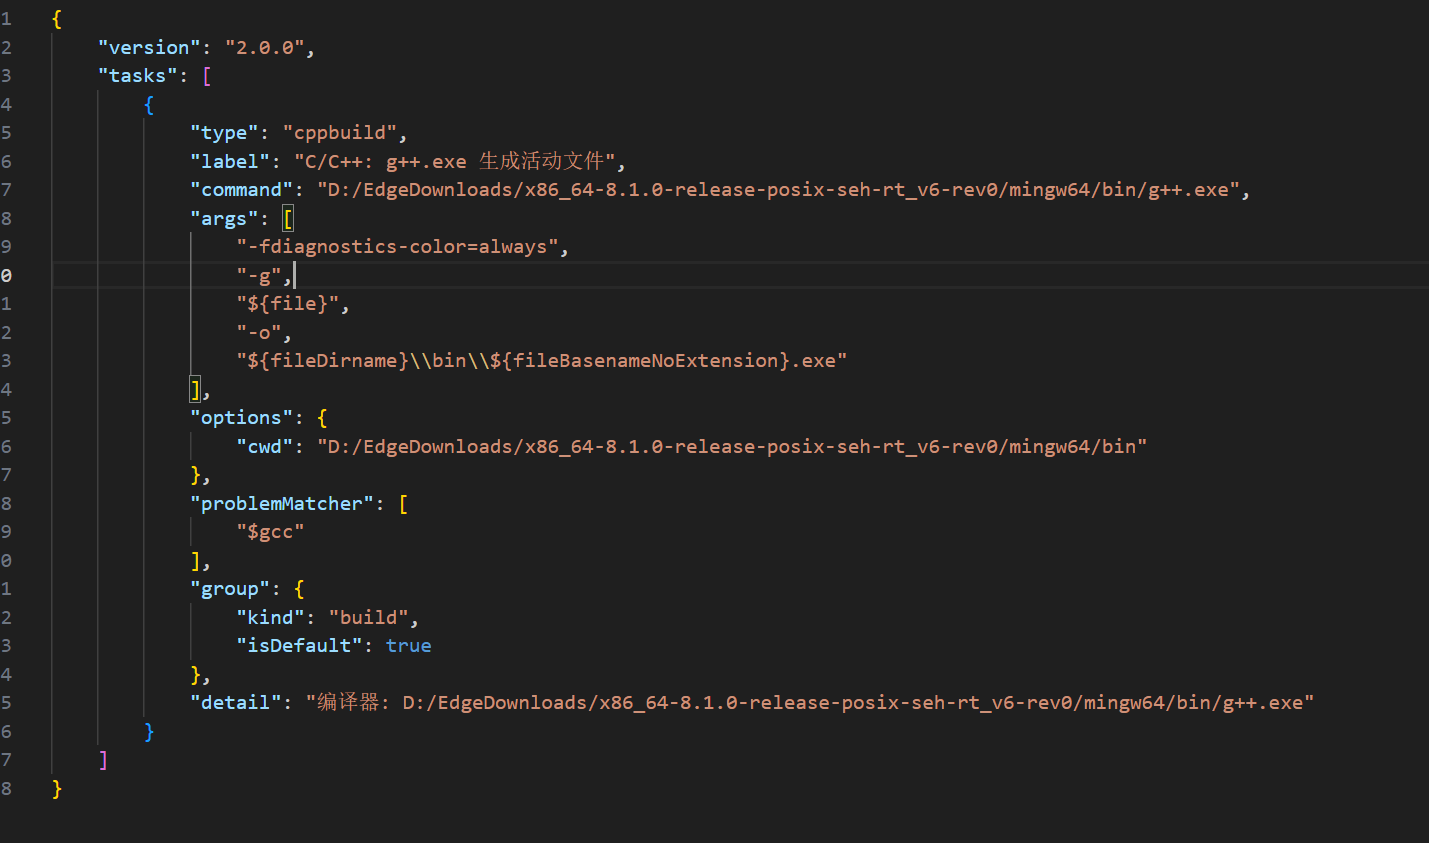 1 {
2 "version": "2.0.0",
3 "tasks": [
4 {
5 "type": "cppbuild",
6 "label": "C/C++: g++.exe 生成活动文件",
7 "command": "D:/EdgeDownloads/x86_64-8.1.0-release-posix-seh-rt_v6-rev0/mingw64/bin/g++.exe",
8 "args": [
9 "-fdiagnostics-color=always",
0 "-g",
1 "${file}",
2 "-o",
3 "${fileDirname}\\bin\\${fileBasenameNoExtension}.exe"
4 ],
5 "options": {
6 "cwd": "D:/EdgeDownloads/x86_64-8.1.0-release-posix-seh-rt_v6-rev0/mingw64/bin"
7 },
8 "problemMatcher": [
9 "$gcc"
0 ],
1 "group": {
2 "kind": "build",
3 "isDefault": true
4 },
5 "detail": "编译器: D:/EdgeDownloads/x86_64-8.1.0-release-posix-seh-rt_v6-rev0/mingw64/bin/g++.exe"
6 }
7 ]
8 }